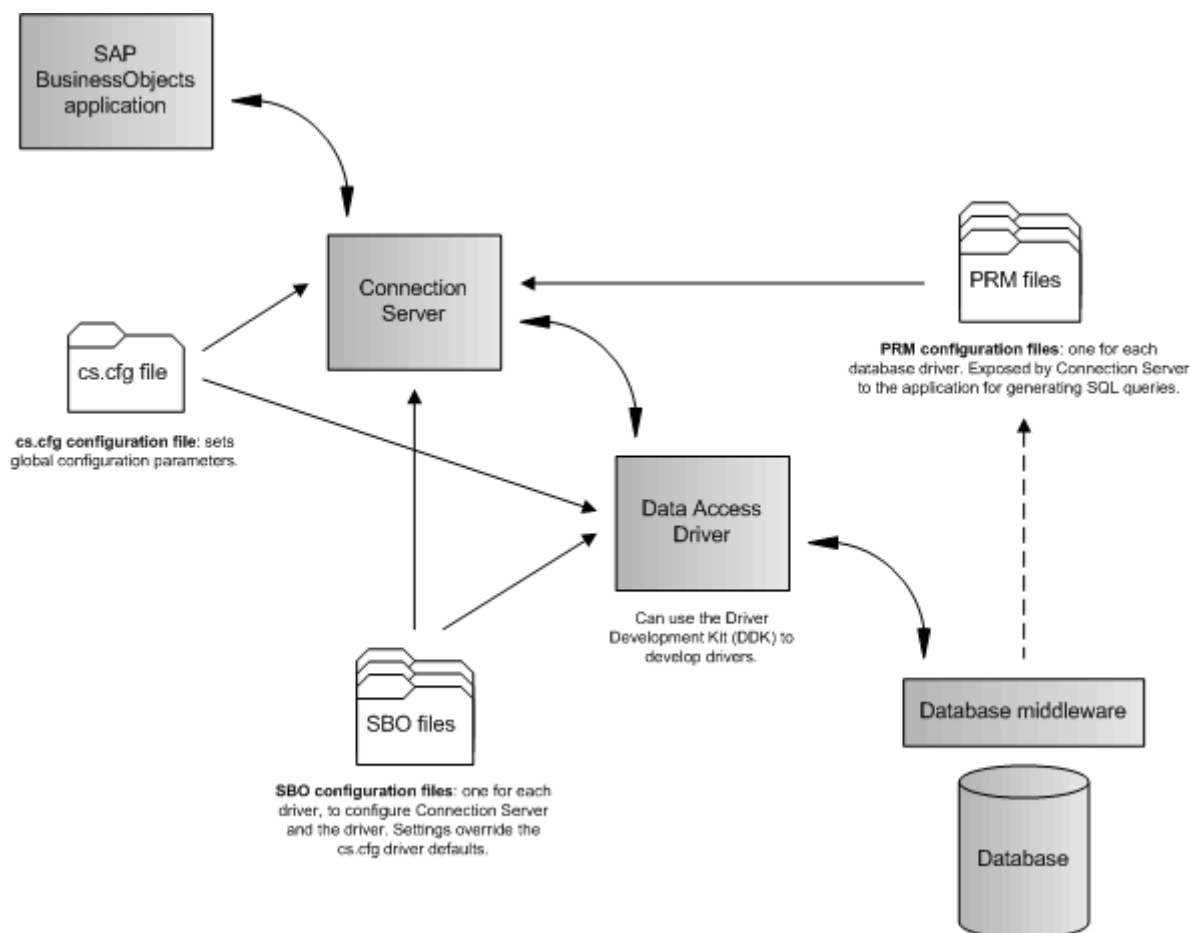 SAP
BusinessObjects
application
Connection
Server
PRM files
PRM configuration files: one for each
database driver. Exposed by Connection Server
to the application for generating SQL queries.
cs.cfg file
cs.cfg configuration file: sets
global configuration parameters.
Data Access
Driver
Can use the Driver
Development Kit (DDK) to
develop drivers.
SBO files
SBO configuration files: one for each
driver, to configure Connection Server
and the driver. Settings override the
cs.cfg driver defaults.
Database middleware
Database